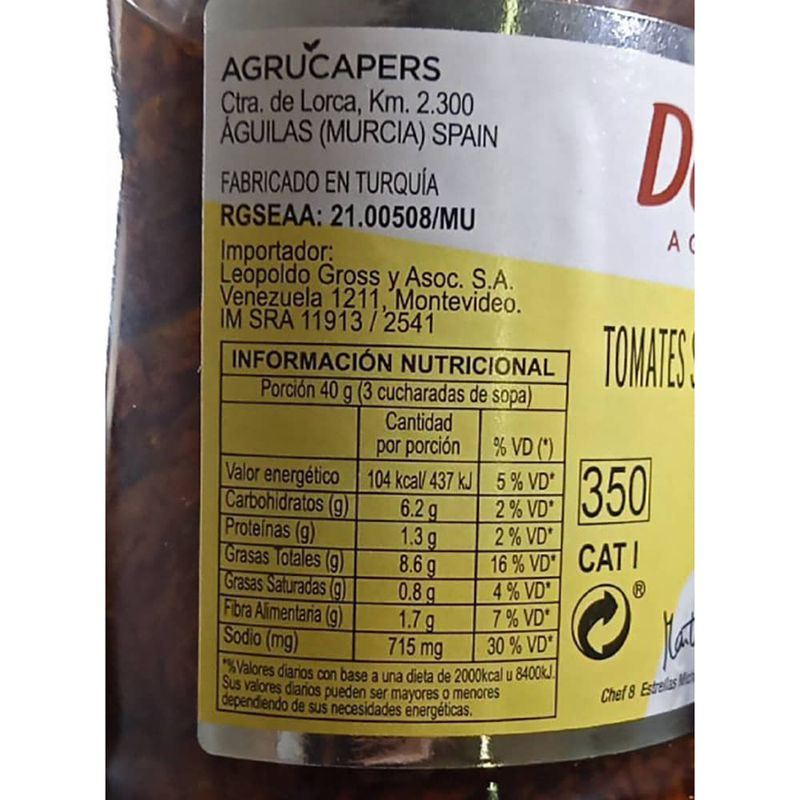 AGRUCAPERS
Ctra. de Lorca, Km. 2.300
ÁGUILAS (MURCIA) SPAIN
FABRICADO EN TURQUÍA
RGSEAA: 21.00508/MU
Importador:
Leopoldo Gross y Asoc. S.A.
Venezuela 1211, Montevideo.
IM SRA 11913 / 2541
INFORMACIÓN NUTRICIONAL
Porción 40 g (3 cucharadas de sopa)
Cantidad
por porción % VD (*)
Valor energético 104 kcal/ 437 kJ 5 % VD*
Carbohidratos (g) 6.2 g 2 % VD*
Proteínas (g) 1.3 g 2 % VD*
Grasas Totales (g) 8.6 g 16 % VD*
Grasas Saturadas (g) 0.8 g 4 % VD*
Fibra Alimentaria (g) 1.7 g 7 % VD*
Sodio (mg) 715 mg 30 % VD*
*%Valores diarios con base a una dieta de 2000kcal u 8400kJ.
Sus valores diarios pueden ser mayores o menores
dependiendo de sus necesidades energéticas.
TOMATES
350
CAT I
®
Chef 8 Estrellas